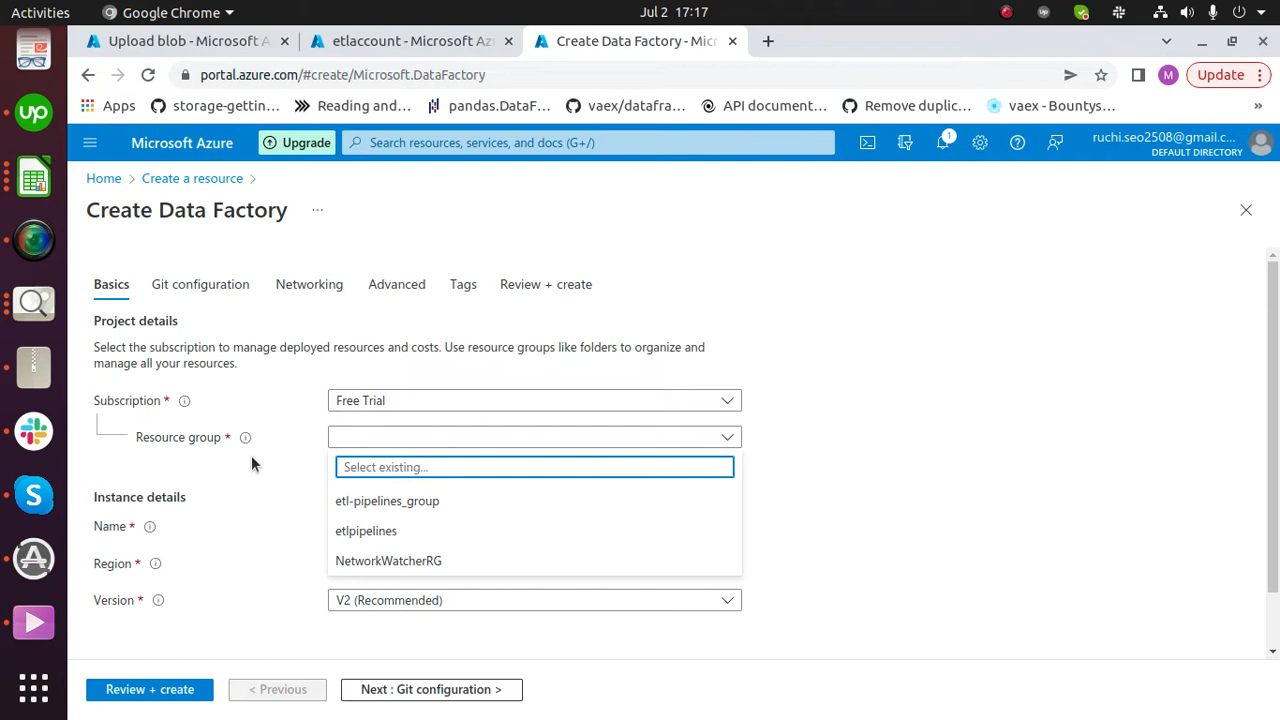 Activities
Google Chrome
Jul 2 17:17
Upload blob - Microsoft A
etlaccount - Microsoft Az
Create Data Factory - Micr
portal.azure.com/#create/Microsoft.DataFactory
M
Update
Apps
storage-gettin...
Reading and...
pandas.DataF...
vaex/datafra...
API document...
Remove duplic...
vaex - Bountys...
»
up
Microsoft Azure
Upgrade
Search resources, services, and docs (G+/)
1
ruchi.seo2508@gmail.c...
DEFAULT DIRECTORY
Home > Create a resource >
Create Data Factory ...
Basics
Git configuration
Networking
Advanced
Tags
Review + create
Project details
Select the subscription to manage deployed resources and costs. Use resource groups like folders to organize and
manage all your resources.
Subscription *
Free Trial
Resource group *
Select existing...
etl-pipelines_group
etlpipelines
NetworkWatcherRG
Instance details
Name *
Region *
Version *
V2 (Recommended)
Review + create
< Previous
Next : Git configuration >